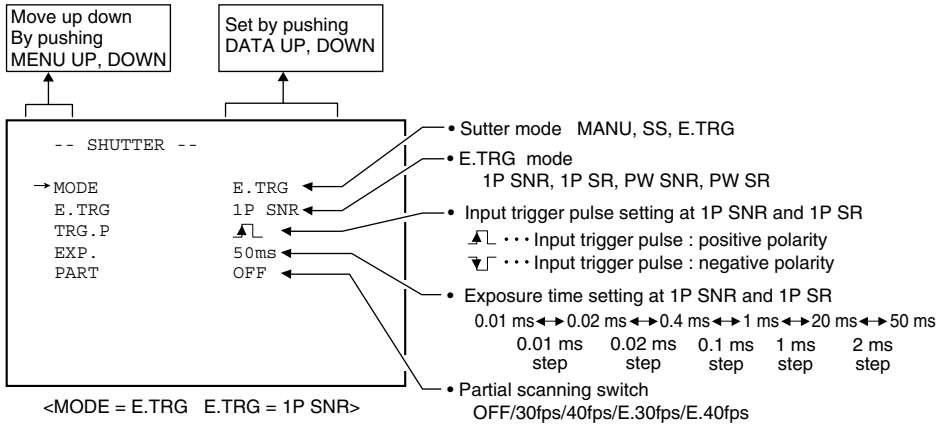 Move up down
By pushing
MENU UP, DOWN
Set by pushing
DATA UP, DOWN
-- SHUTTER --
→MODE E.TRG
E.TRG 1P SNR
TRG.P
EXP. 50ms
PART OFF
<MODE = E.TRG E.TRG = 1P SNR>
• Sutter mode MANU, SS, E.TRG
• E.TRG mode
1P SNR, 1P SR, PW SNR, PW SR
• Input trigger pulse setting at 1P SNR and 1P SR
··· Input trigger pulse : positive polarity
··· Input trigger pulse : negative polarity
• Exposure time setting at 1P SNR and 1P SR
0.01 ms↔0.02 ms↔0.4 ms↔1 ms↔20 ms↔50 ms
0.01 ms 0.02 ms 0.1 ms 1 ms 2 ms
step step step step step
• Partial scanning switch
OFF/30fps/40fps/E.30fps/E.40fps